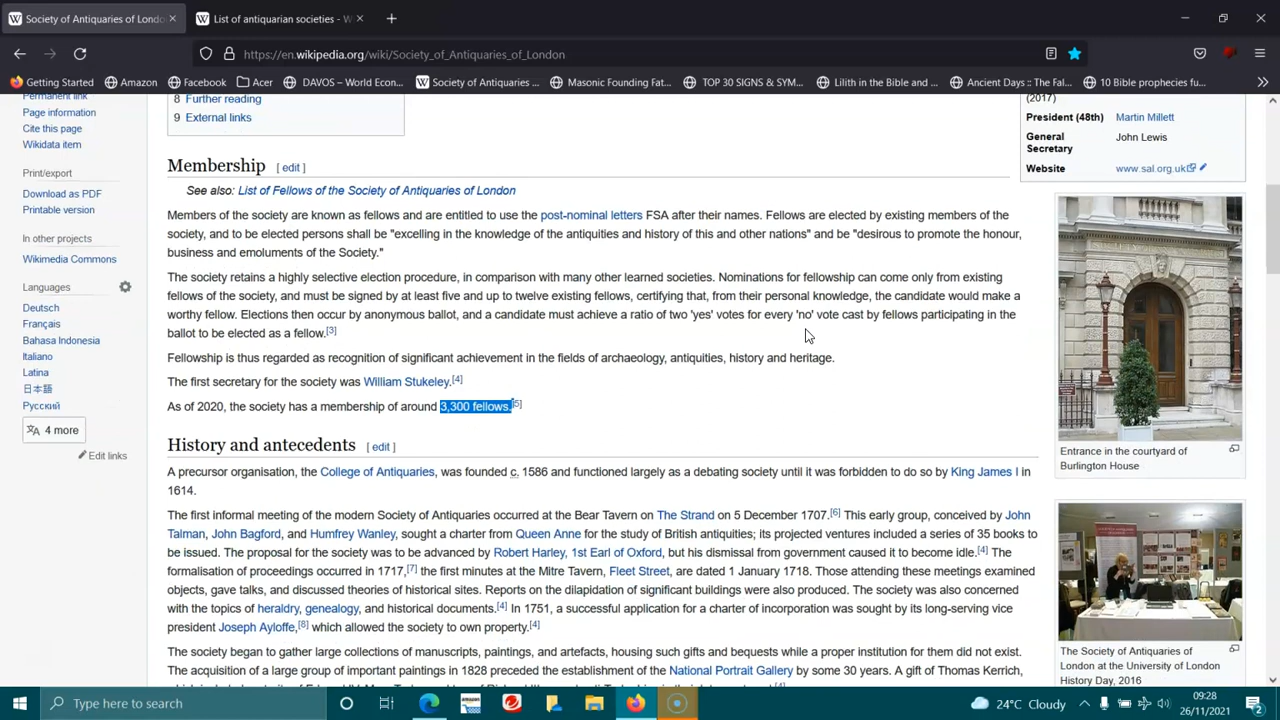 Society of Antiquaries of Londo
List of antiquarian societies - W
https://en.wikipedia.org/wiki/Society_of_Antiquaries_of_London
Getting Started
Amazon
Facebook
Acer
DAVOS – World Econ...
Society of Antiquaries ...
Masonic Founding Fat...
TOP 30 SIGNS & SYM...
Lilith in the Bible and ...
Ancient Days :: The Fal...
10 Bible prophecies fu...
Permanent link
Page information
Cite this page
Wikidata item
Print/export
Download as PDF
Printable version
In other projects
Wikimedia Commons
Languages
Deutsch
Français
Bahasa Indonesia
Italiano
Latina
日本語
Русский
4 more
Edit links
8 Further reading
9 External links
Membership [ edit ]
See also: List of Fellows of the Society of Antiquaries of London
Members of the society are known as fellows and are entitled to use the post-nominal letters FSA after their names. Fellows are elected by existing members of the
society, and to be elected persons shall be "excelling in the knowledge of the antiquities and history of this and other nations" and be "desirous to promote the honour,
business and emoluments of the Society."
The society retains a highly selective election procedure, in comparison with many other learned societies. Nominations for fellowship can come only from existing
fellows of the society, and must be signed by at least five and up to twelve existing fellows, certifying that, from their personal knowledge, the candidate would make a
worthy fellow. Elections then occur by anonymous ballot, and a candidate must achieve a ratio of two 'yes' votes for every 'no' vote cast by fellows participating in the
ballot to be elected as a fellow.[3]
Fellowship is thus regarded as recognition of significant achievement in the fields of archaeology, antiquities, history and heritage.
The first secretary for the society was William Stukeley.[4]
As of 2020, the society has a membership of around 3,300 fellows.[5]
History and antecedents [ edit ]
A precursor organisation, the College of Antiquaries, was founded c. 1586 and functioned largely as a debating society until it was forbidden to do so by King James I in
1614.
The first informal meeting of the modern Society of Antiquaries occurred at the Bear Tavern on The Strand on 5 December 1707.[6] This early group, conceived by John
Talman, John Bagford, and Humfrey Wanley, sought a charter from Queen Anne for the study of British antiquities; its projected ventures included a series of 35 books to
be issued. The proposal for the society was to be advanced by Robert Harley, 1st Earl of Oxford, but his dismissal from government caused it to become idle.[4] The
formalisation of proceedings occurred in 1717,[7] the first minutes at the Mitre Tavern, Fleet Street, are dated 1 January 1718. Those attending these meetings examined
objects, gave talks, and discussed theories of historical sites. Reports on the dilapidation of significant buildings were also produced. The society was also concerned
with the topics of heraldry, genealogy, and historical documents.[4] In 1751, a successful application for a charter of incorporation was sought by its long-serving vice
president Joseph Ayloffe,[8] which allowed the society to own property.[4]
The society began to gather large collections of manuscripts, paintings, and artefacts, housing such gifts and bequests while a proper institution for them did not exist.
The acquisition of a large group of important paintings in 1828 preceded the establishment of the National Portrait Gallery by some 30 years. A gift of Thomas Kerrich,
(2017)
President (48th) Martin Millett
General Secretary John Lewis
Website www.sal.org.uk
Entrance in the courtyard of
Burlington House
The Society of Antiquaries of
London at the University of London
History Day, 2016
Type here to search
24°C Cloudy
09:28
26/11/2021
2